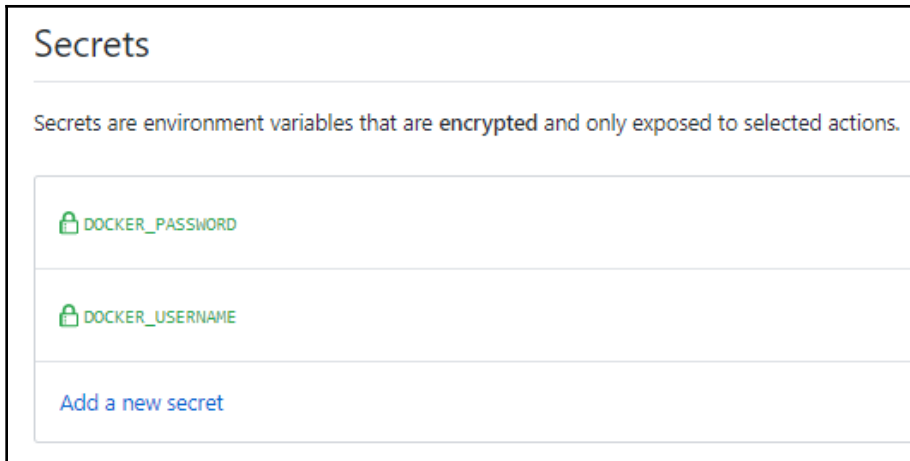 Secrets
Secrets are environment variables that are encrypted and only exposed to selected actions.
DOCKER_PASSWORD
DOCKER_USERNAME
Add a new secret